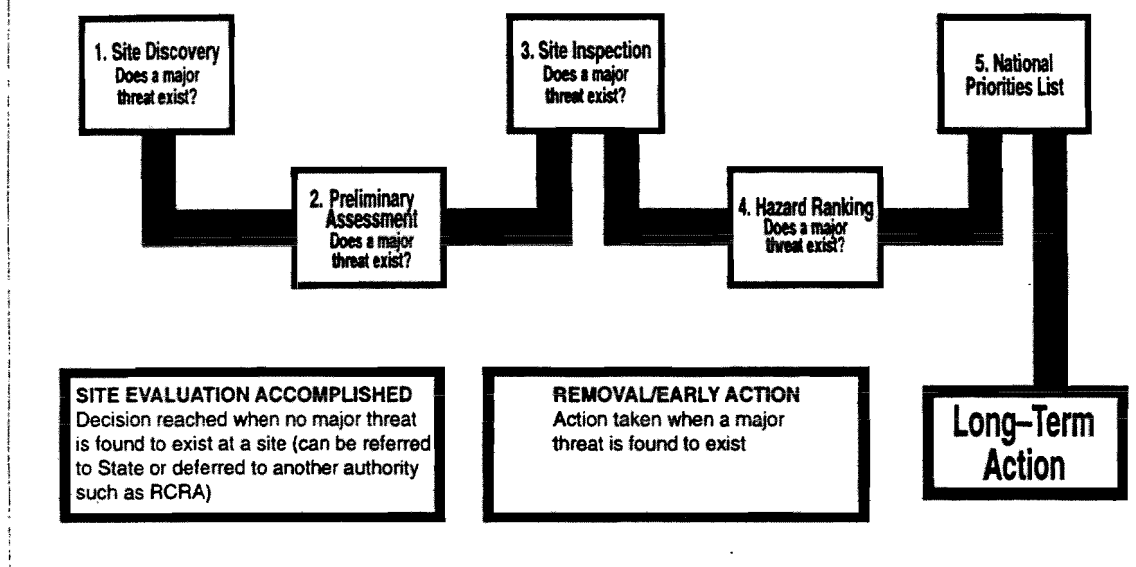 1. Site Discovery
Does a major
threat exist?
2. Preliminary
Assessment
Does a major
threat exist?
3. Site Inspection
Does a major
threat exist?
4. Hazard Ranking
Does a major
threat exist?
5. National
Priorities List
SITE EVALUATION ACCOMPLISHED
Decision reached when no major threat
is found to exist at a site (can be referred
to State or deferred to another authority
such as RCRA)
REMOVAL/EARLY ACTION
Action taken when a major
threat is found to exist
Long–Term
Action